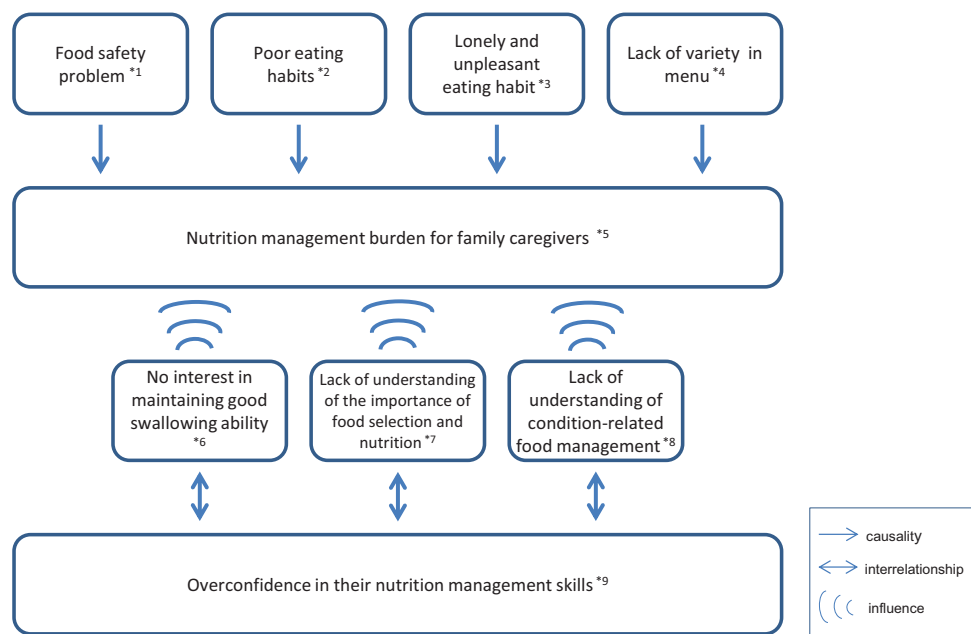 Food safety
problem *1
Poor eating
habits *2
Lonely and
unpleasant
eating habit*3
Lack of variety in
menu*4
Nutrition management burden for family caregivers *5
No interest in
maintaining good
swallowing ability
*6
Lack of understanding
of the importance of
food selection and
nutrition*7
Lack of
understanding of
condition-related
food management*8
Overconfidence in their nutrition management skills*9
causality
interrelationship
influence